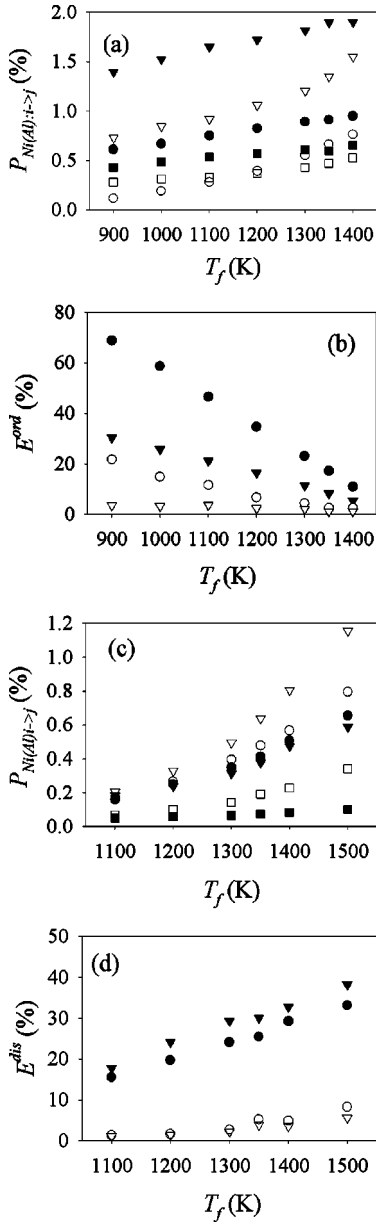 (a)
P_{Ni(Al):i->j} (%)
2.0
1.5
1.0
0.5
0.0
900 1000 1100 1200 1300 1400
T_f (K)
(b)
E^{ord} (%)
80
60
40
20
0
900 1000 1100 1200 1300 1400
T_f (K)
(c)
P_{Ni(Al)i->j} (%)
1.2
1.0
0.8
0.6
0.4
0.2
0.0
1100 1200 1300 1400 1500
T_f (K)
(d)
E^{dis} (%)
50
40
30
20
10
0
1100 1200 1300 1400 1500
T_f (K)